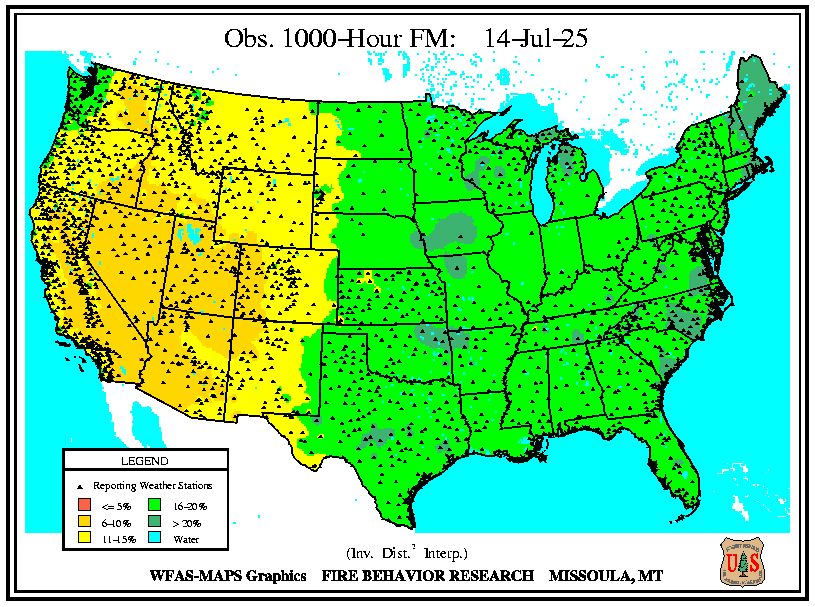 Obs. 1000-Hour FM: 14-Jul-25
LEGEND
Reporting Weather Stations
<= 5%
16-20%
6-10%
> 20%
11-15%
Water
(Inv. Dist.² Interp.)
WFAS-MAPS Graphics FIRE BEHAVIOR RESEARCH MISSOULA, MT
U S